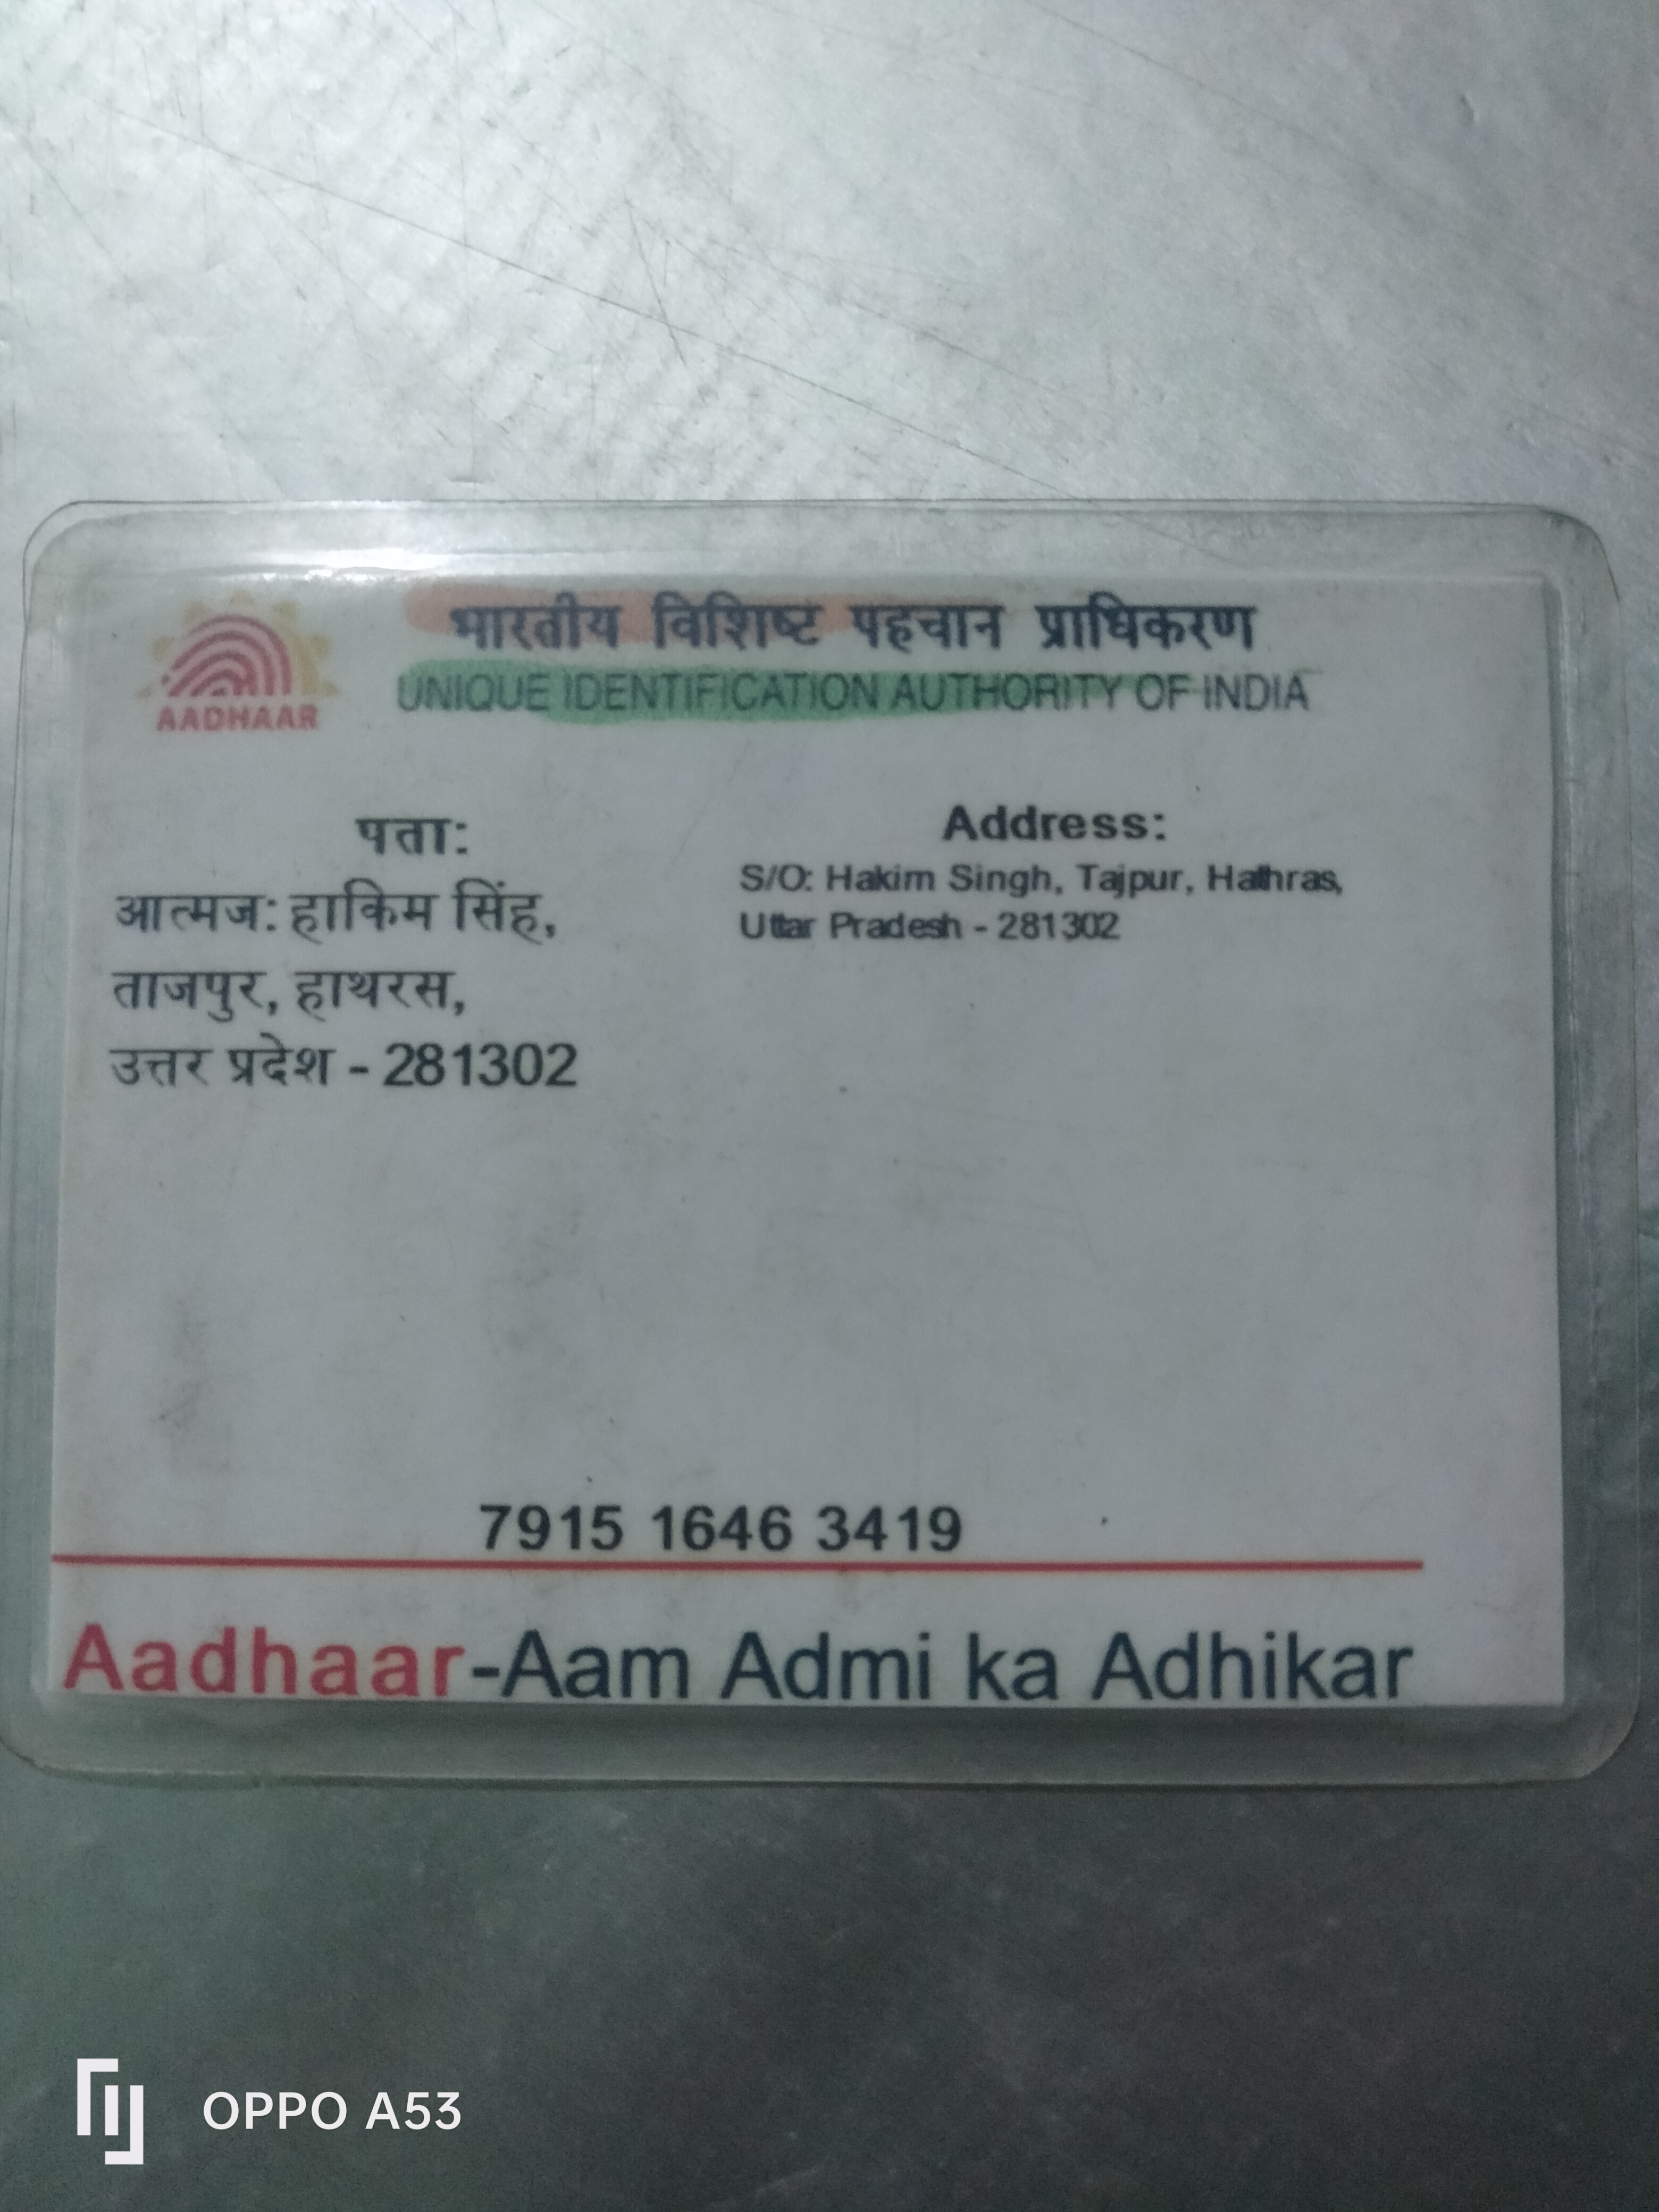 भारतीय विशिष्ट पहचान प्राधिकरण
UNIQUE IDENTIFICATION AUTHORITY OF INDIA
AADHAAR
पता:
आत्मज: हाकिम सिंह,
ताजपुर, हाथरस,
उत्तर प्रदेश - 281302
Address:
S/O: Hakim Singh, Tajpur, Hathras,
Uttar Pradesh - 281302
7915 1646 3419
Aadhaar-Aam Admi ka Adhikar
OPPO A53